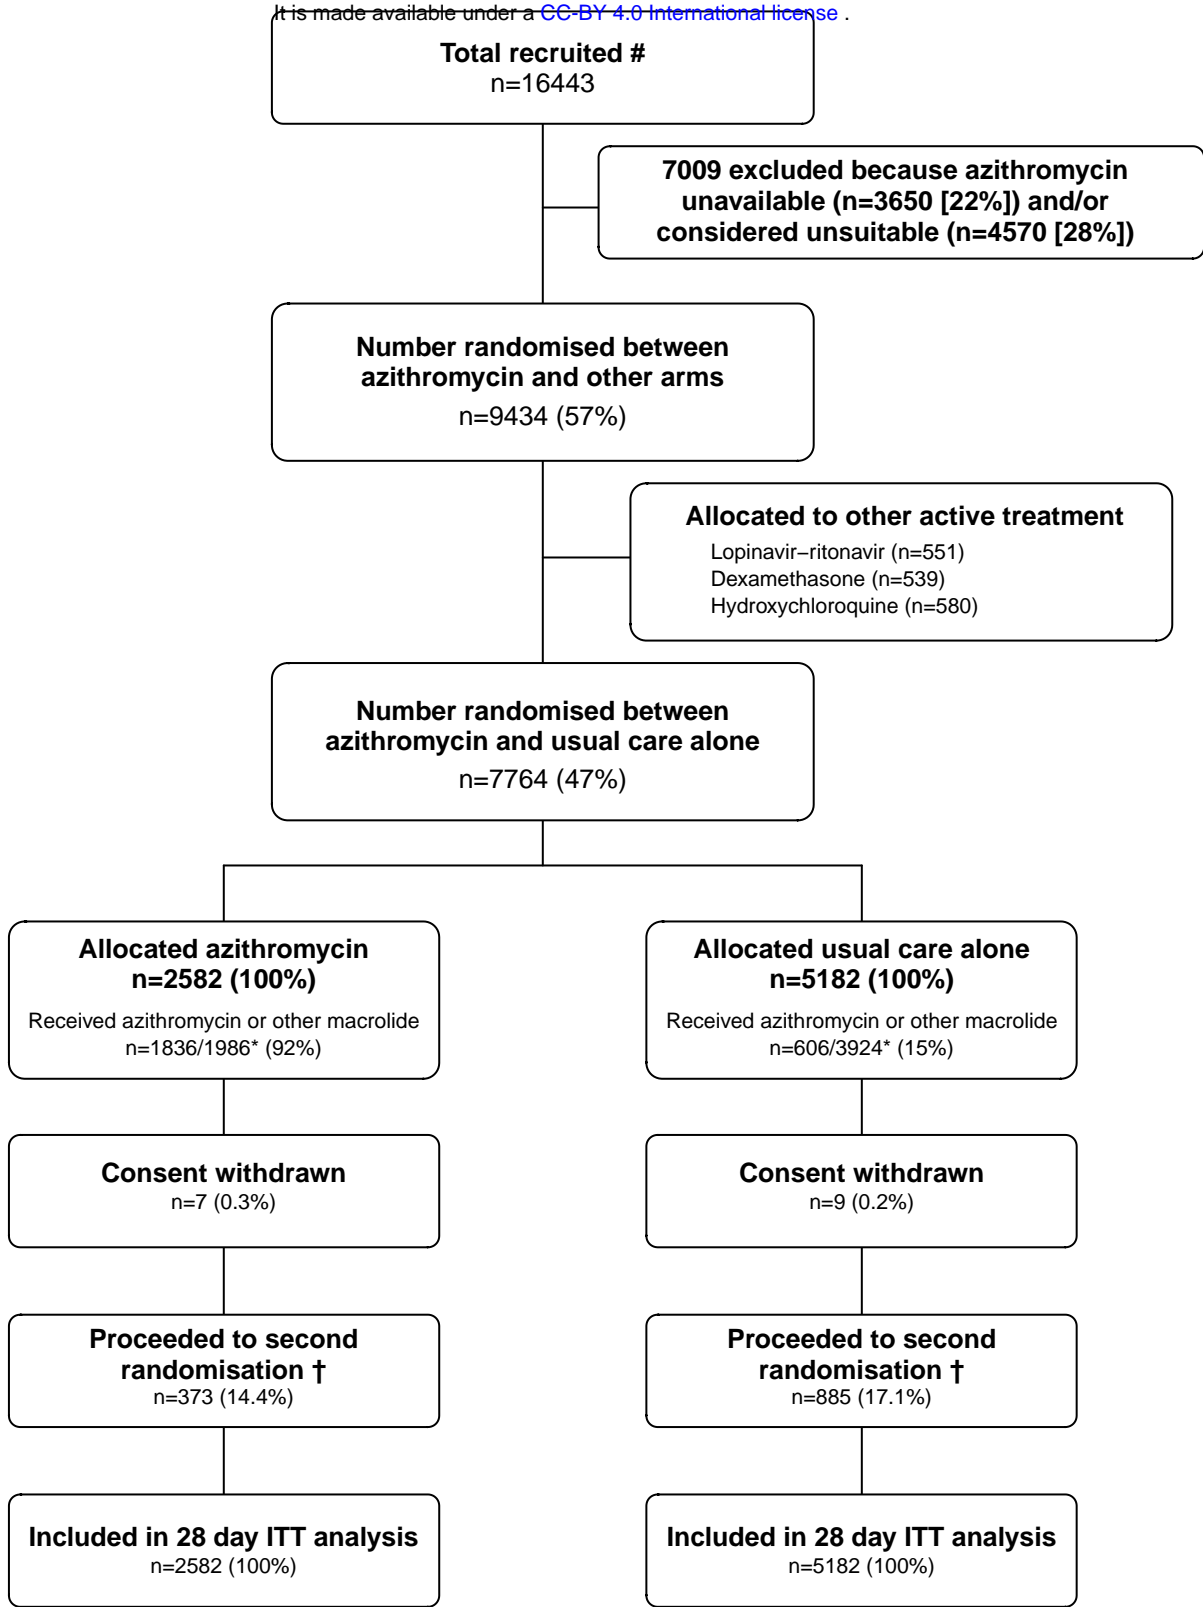 It is made available under a CC-BY 4.0 International license .
Total recruited #
n=16443
7009 excluded because azithromycin
unavailable (n=3650 [22%]) and/or
considered unsuitable (n=4570 [28%])
Number randomised between
azithromycin and other arms
n=9434 (57%)
Allocated to other active treatment
Lopinavir−ritonavir (n=551)
Dexamethasone (n=539)
Hydroxychloroquine (n=580)
Number randomised between
azithromycin and usual care alone
n=7764 (47%)
Allocated azithromycin
n=2582 (100%)
Received azithromycin or other macrolide
n=1836/1986* (92%)
Allocated usual care alone
n=5182 (100%)
Received azithromycin or other macrolide
n=606/3924* (15%)
Consent withdrawn
n=7 (0.3%)
Consent withdrawn
n=9 (0.2%)
Proceeded to second
randomisation †
n=373 (14.4%)
Proceeded to second
randomisation †
n=885 (17.1%)
Included in 28 day ITT analysis
n=2582 (100%)
Included in 28 day ITT analysis
n=5182 (100%)